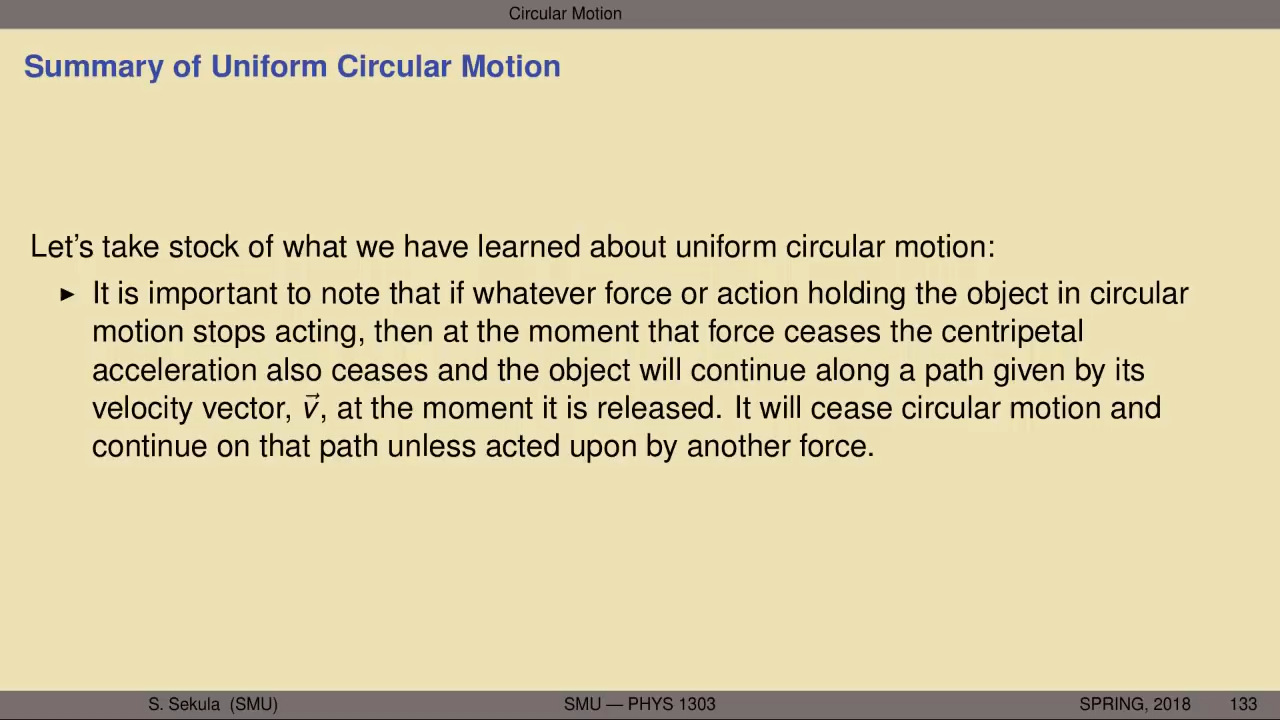 Circular Motion
Summary of Uniform Circular Motion
Let's take stock of what we have learned about uniform circular motion:
▶ It is important to note that if whatever force or action holding the object in circular
motion stops acting, then at the moment that force ceases the centripetal
acceleration also ceases and the object will continue along a path given by its
velocity vector, v⃗, at the moment it is released. It will cease circular motion and
continue on that path unless acted upon by another force.
S. Sekula (SMU) SMU — PHYS 1303 SPRING, 2018 133